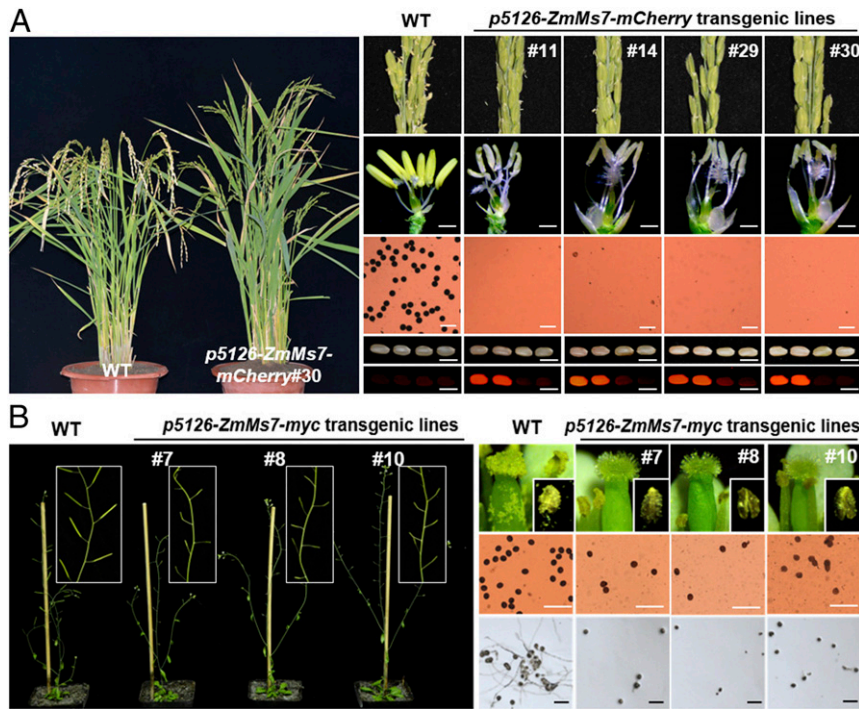 A
WT
p5126-ZmMs7-mCherry transgenic lines
#11
#14
#29
#30
WT
p5126-ZmMs7-
mCherry#30
B
WT
p5126-ZmMs7-myc transgenic lines
#7
#8
#10
WT
p5126-ZmMs7-myc transgenic lines
#7
#8
#10